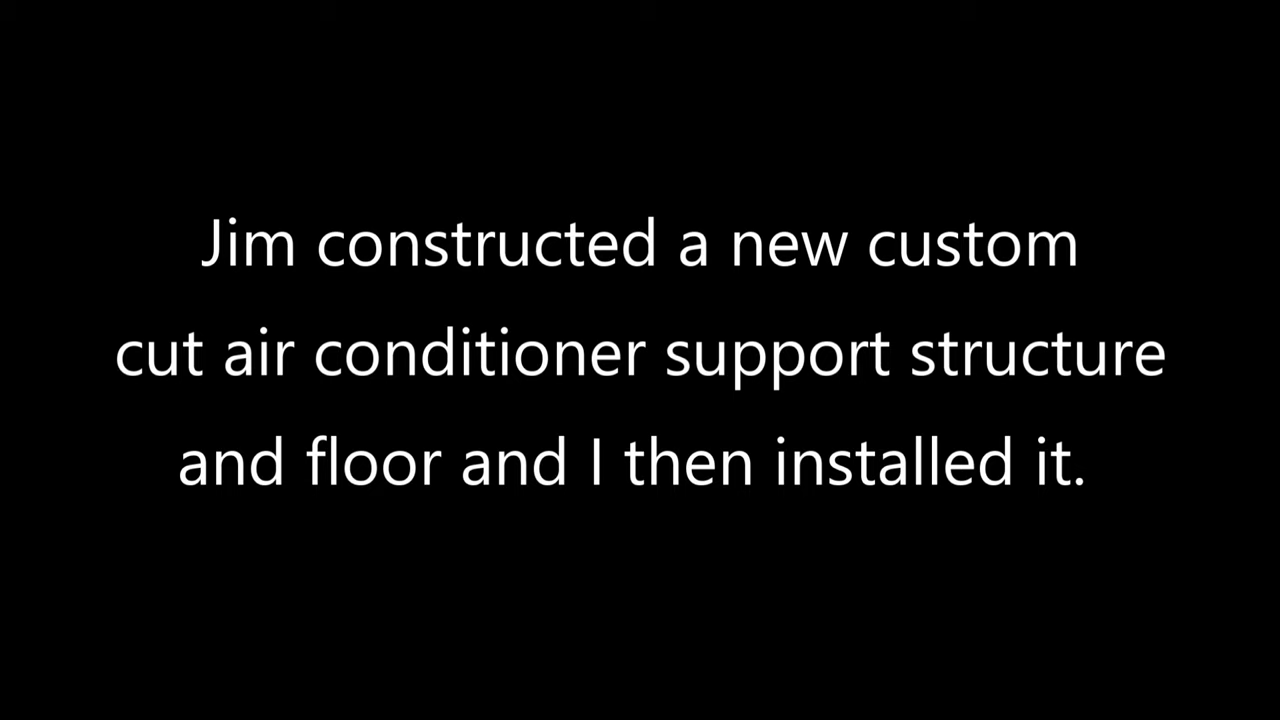 Jim constructed a new custom
cut air conditioner support structure
and floor and I then installed it.